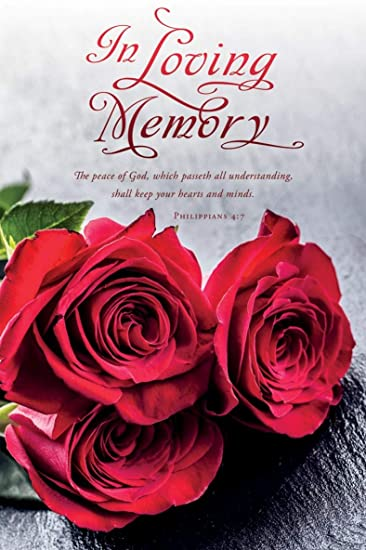 In
Loving
Memory
The peace of God, which passeth all understanding,
shall keep your hearts and minds.
Philippians 4:7